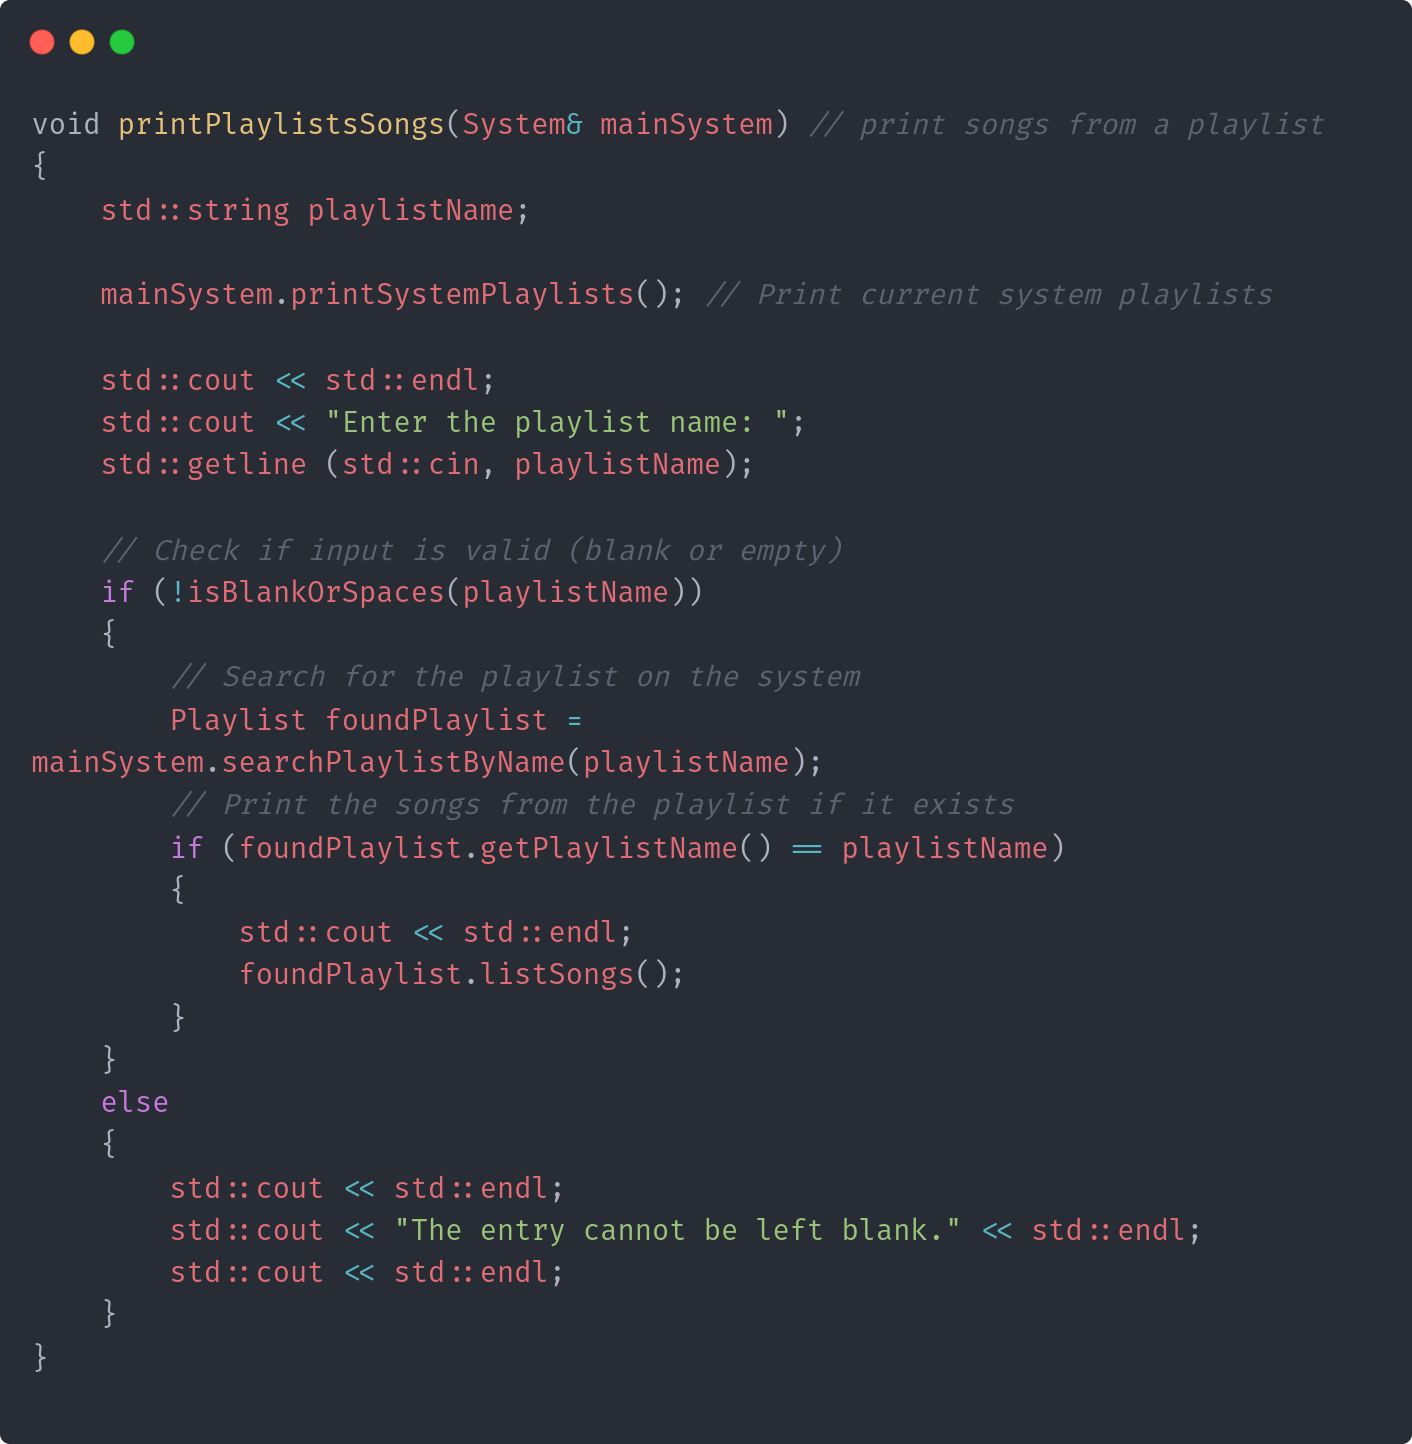 void printPlaylistsSongs(System& mainSystem) // print songs from a playlist
{
    std::string playlistName;

    mainSystem.printSystemPlaylists(); // Print current system playlists

    std::cout << std::endl;
    std::cout << "Enter the playlist name: ";
    std::getline (std::cin, playlistName);

    // Check if input is valid (blank or empty)
    if (!isBlankOrSpaces(playlistName))
    {
        // Search for the playlist on the system
        Playlist foundPlaylist =
mainSystem.searchPlaylistByName(playlistName);
        // Print the songs from the playlist if it exists
        if (foundPlaylist.getPlaylistName() == playlistName)
        {
            std::cout << std::endl;
            foundPlaylist.listSongs();
        }
    }
    else
    {
        std::cout << std::endl;
        std::cout << "The entry cannot be left blank." << std::endl;
        std::cout << std::endl;
    }
}